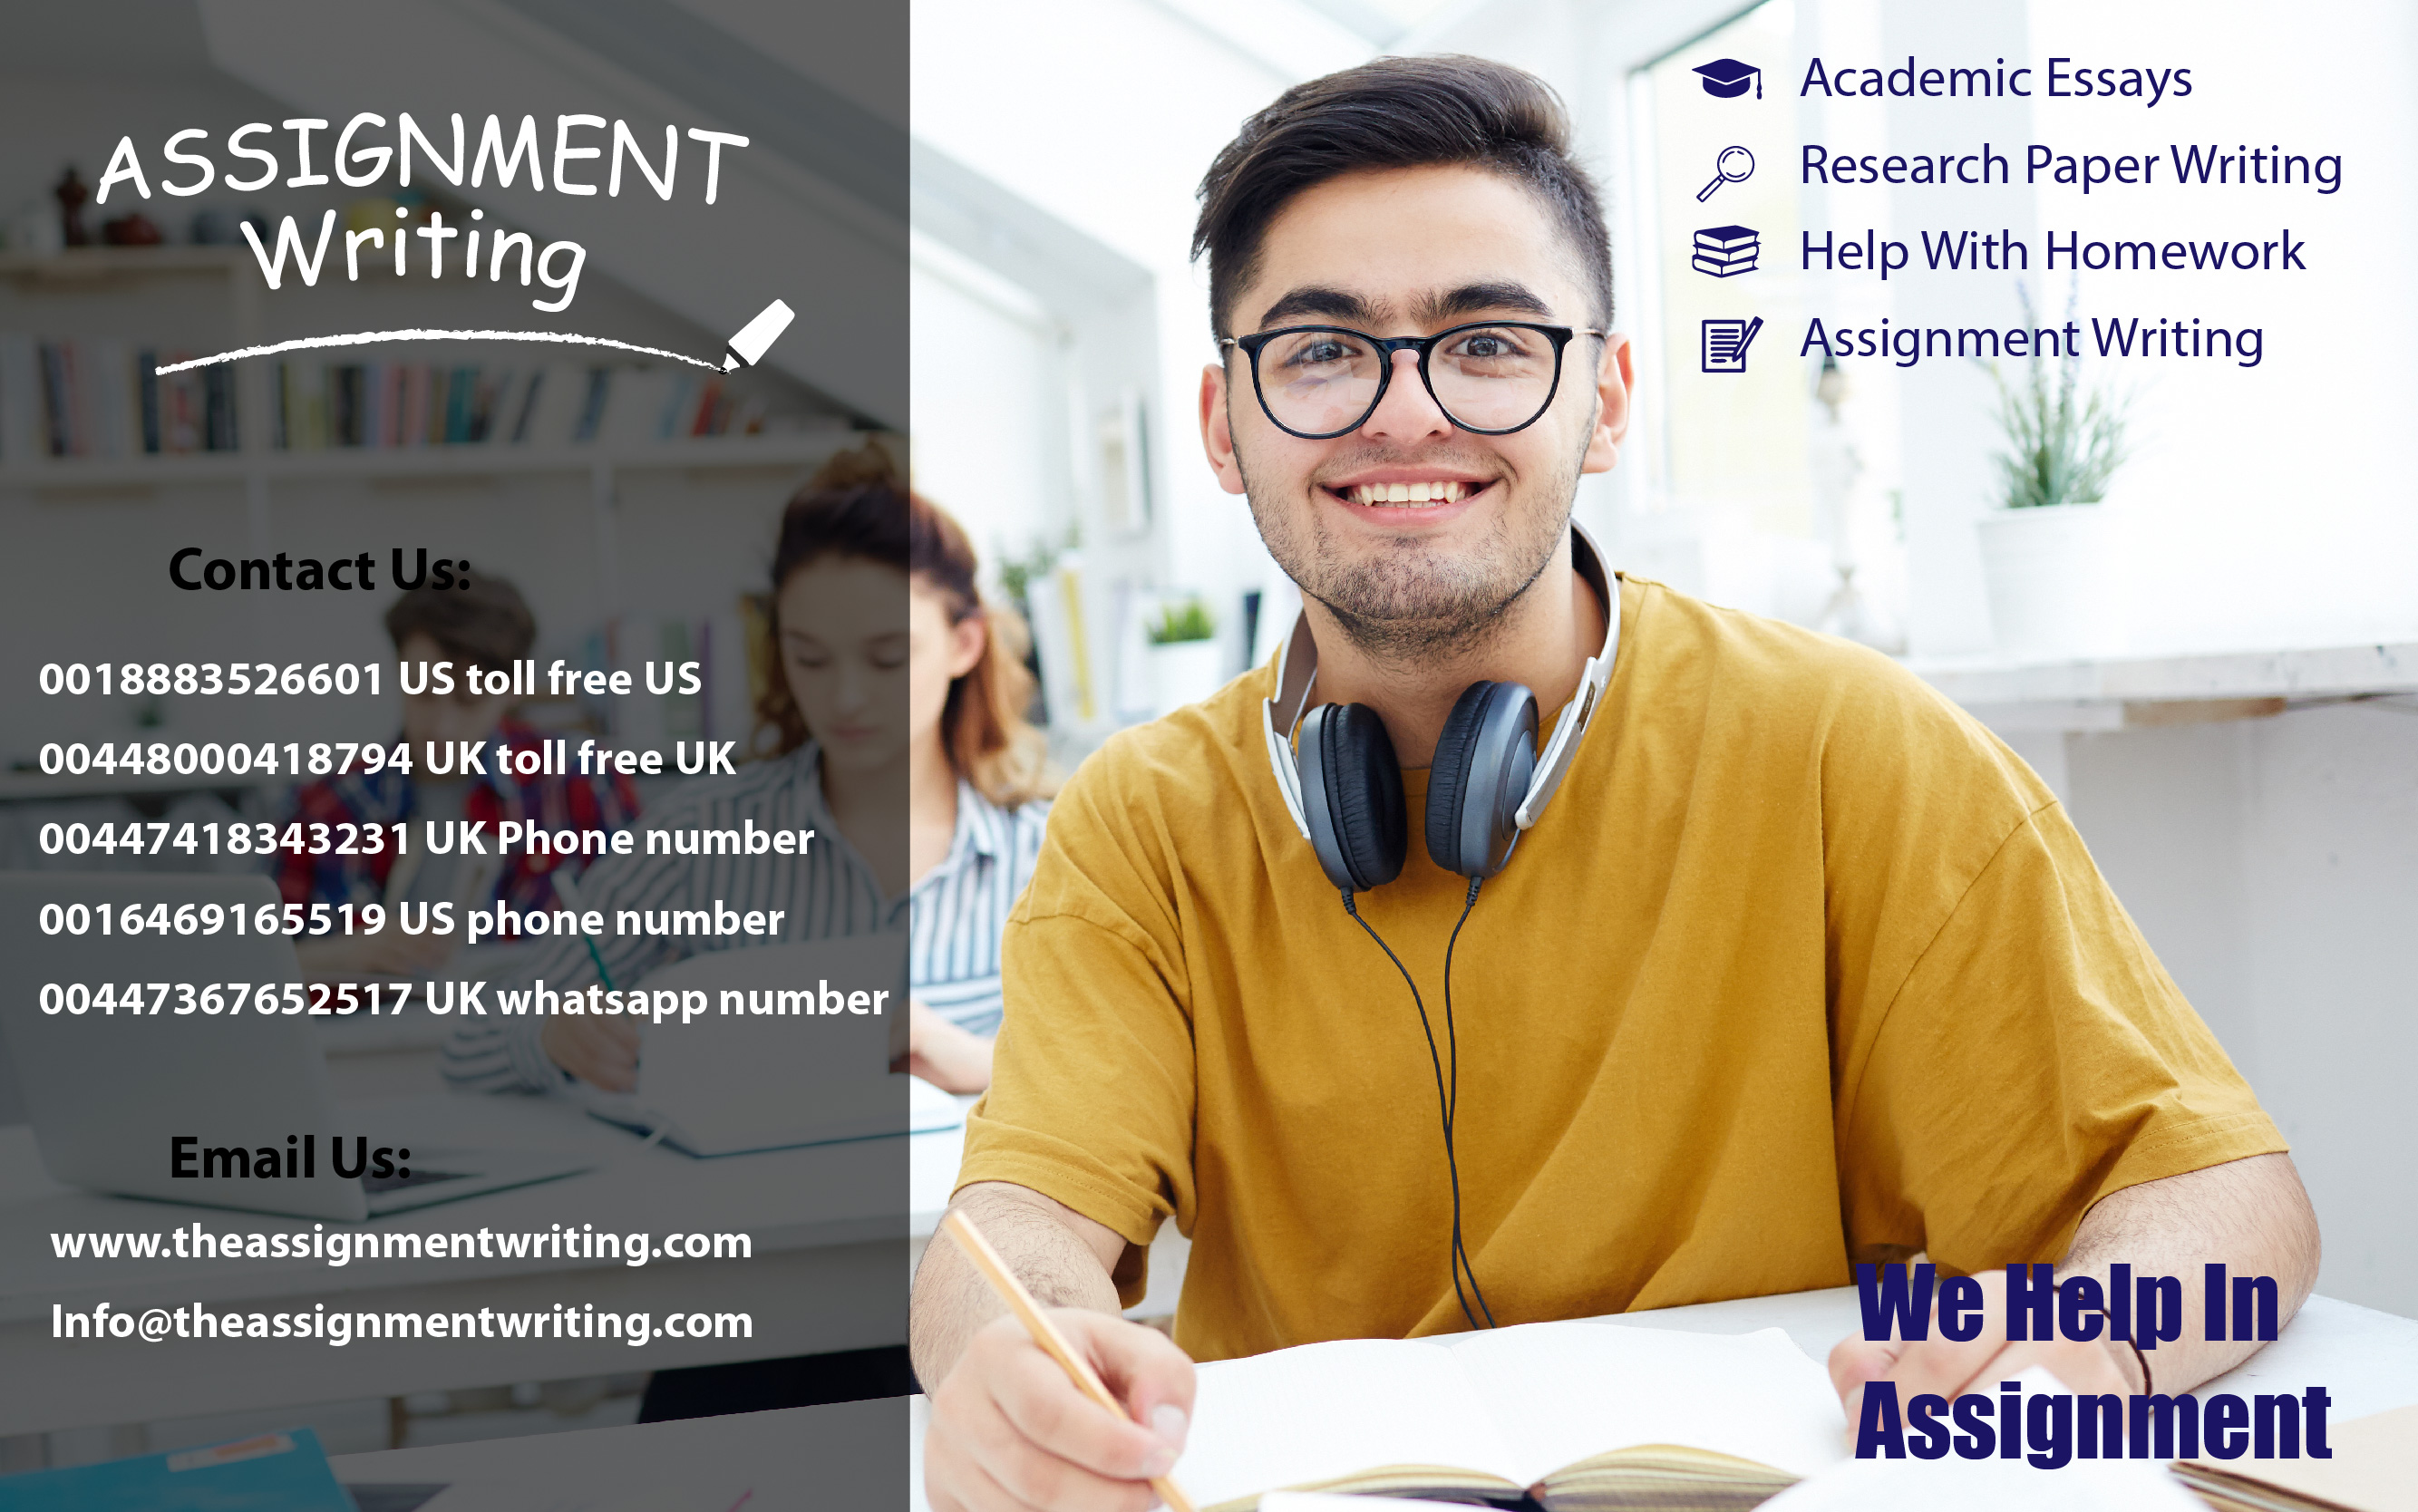 ASSIGNMENT
Writing
Contact Us:
0018883526601 US toll free US
00448000418794 UK toll free UK
00447418343231 UK Phone number
0016469165519 US phone number
00447367652517 UK whatsapp number
Email Us:
www.theassignmentwriting.com
Info@theassignmentwriting.com
Academic Essays
Research Paper Writing
Help With Homework
Assignment Writing
We Help In
Assignment